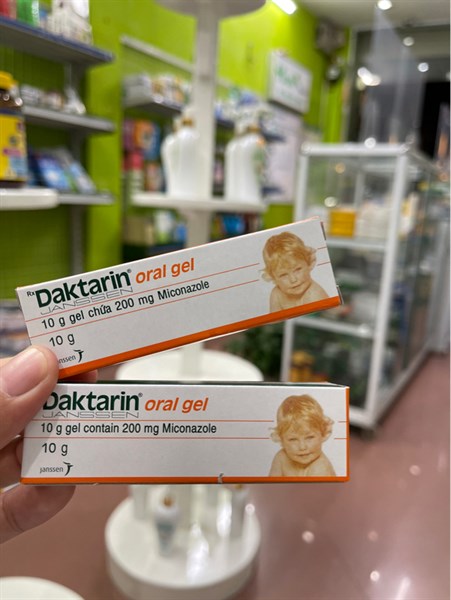 Rx Daktarin® oral gel
JANSSEN
10 g gel chứa 200 mg Miconazole
10 g
janssen
Daktarin® oral gel
JANSSEN
10 g gel contain 200 mg Miconazole
10 g
janssen